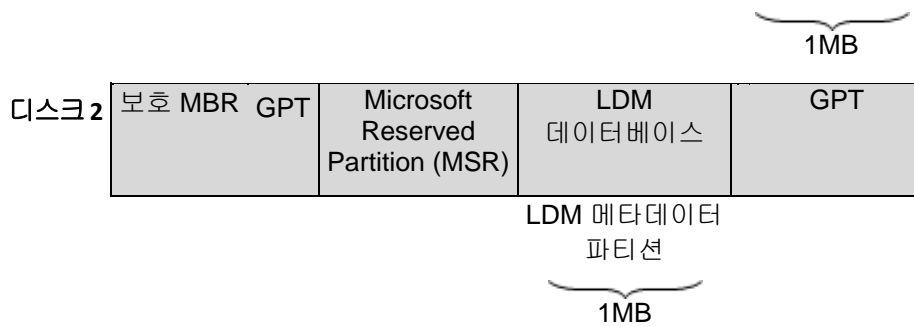 1MB
디스크 2
보호 MBR GPT
Microsoft
Reserved
Partition (MSR)
LDM
데이터베이스
GPT
LDM 메타데이터
파티션
1MB